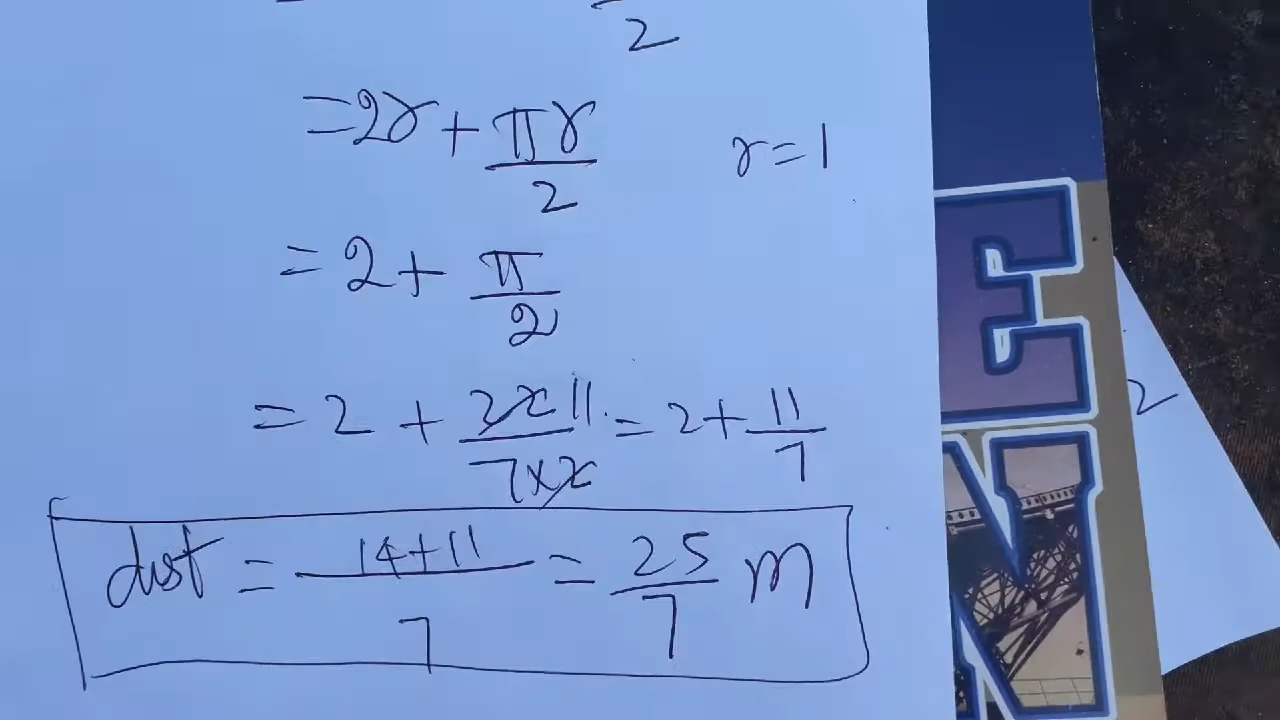 2
= 2r + πr/2 r = 1
= 2 + π/2
= 2 + 22 11/7×2 = 2 + 11/7
dist = 14+11/7 = 25/7 m
E
N
2